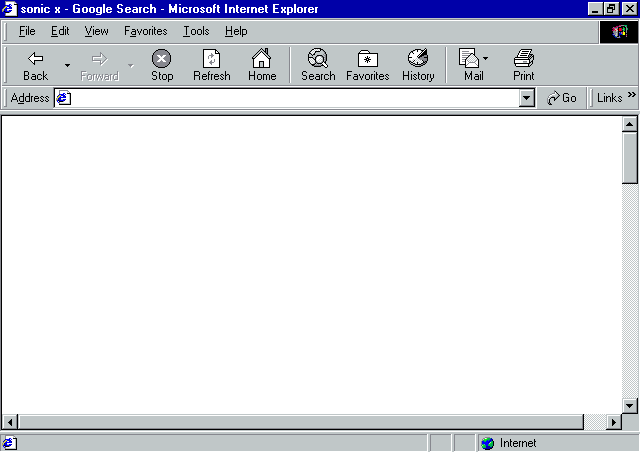 sonic x - Google Search - Microsoft Internet Explorer
File Edit View Favorites Tools Help
Back Forward Stop Refresh Home Search Favorites History Mail Print
Address Go Links »
Internet